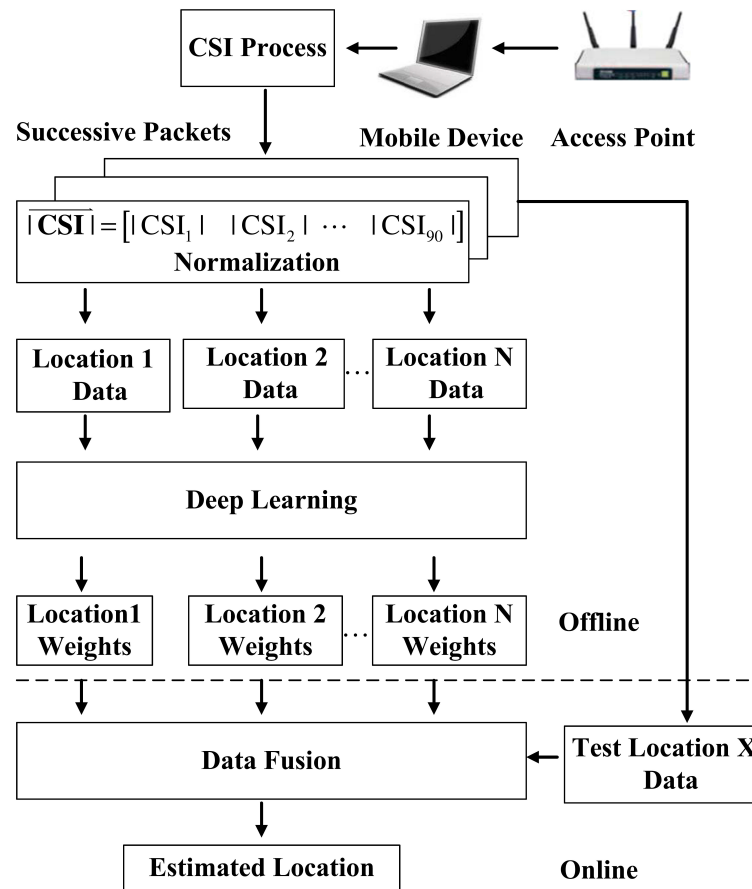 CSI Process
Successive Packets
Mobile Device
Access Point
|CSI| = [|CSI₁| |CSI₂| ⋯ |CSI₉₀|]
Normalization
Location 1
Data
Location 2
Data
...
Location N
Data
Deep Learning
Location1
Weights
Location 2
Weights
...
Location N
Weights
Offline
Data Fusion
Test Location X
Data
Estimated Location
Online